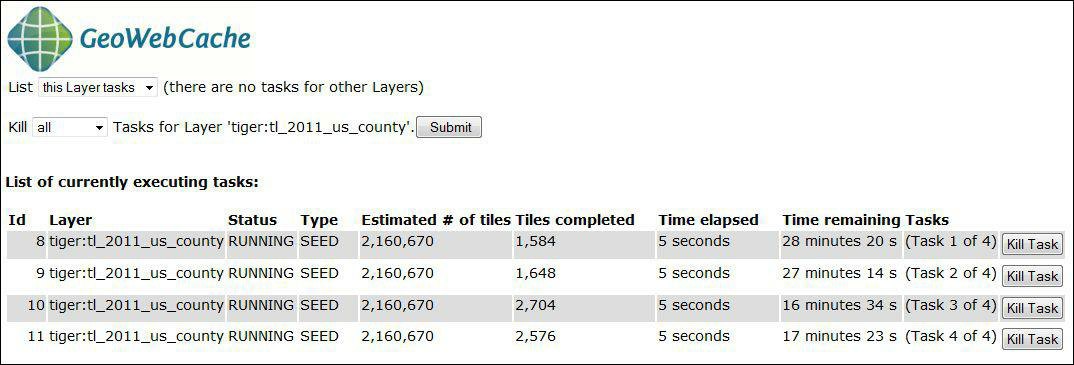 GeoWebCache
List this Layer tasks (there are no tasks for other Layers)
Kill all Tasks for Layer 'tiger:tl_2011_us_county'. Submit
List of currently executing tasks:
Id Layer Status Type Estimated # of tiles Tiles completed Time elapsed Time remaining Tasks
8 tiger:tl_2011_us_county RUNNING SEED 2,160,670 1,584 5 seconds 28 minutes 20 s (Task 1 of 4) Kill Task
9 tiger:tl_2011_us_county RUNNING SEED 2,160,670 1,648 5 seconds 27 minutes 14 s (Task 2 of 4) Kill Task
10 tiger:tl_2011_us_county RUNNING SEED 2,160,670 2,704 5 seconds 16 minutes 34 s (Task 3 of 4) Kill Task
11 tiger:tl_2011_us_county RUNNING SEED 2,160,670 2,576 5 seconds 17 minutes 23 s (Task 4 of 4) Kill Task